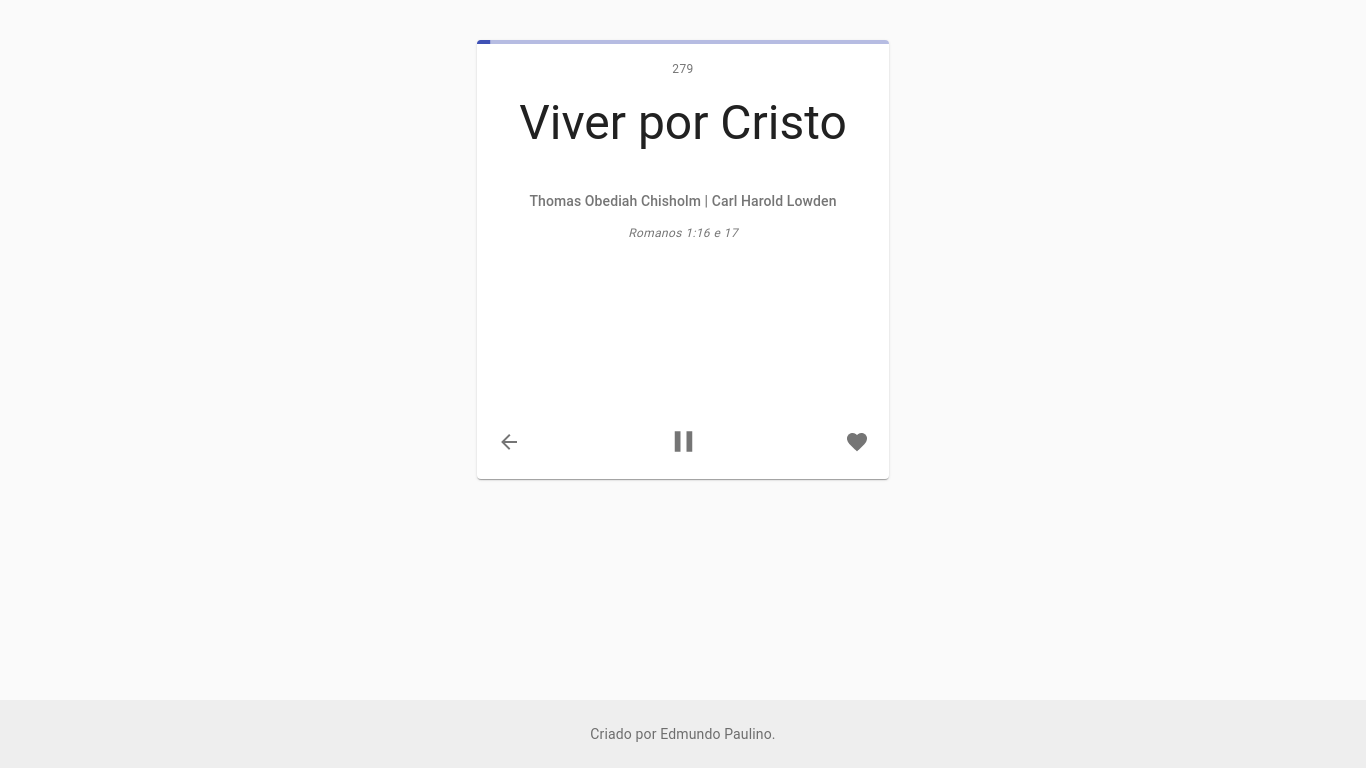 279
Viver por Cristo
Thomas Obediah Chisholm | Carl Harold Lowden
Romanos 1:16 e 17
Criado por Edmundo Paulino.